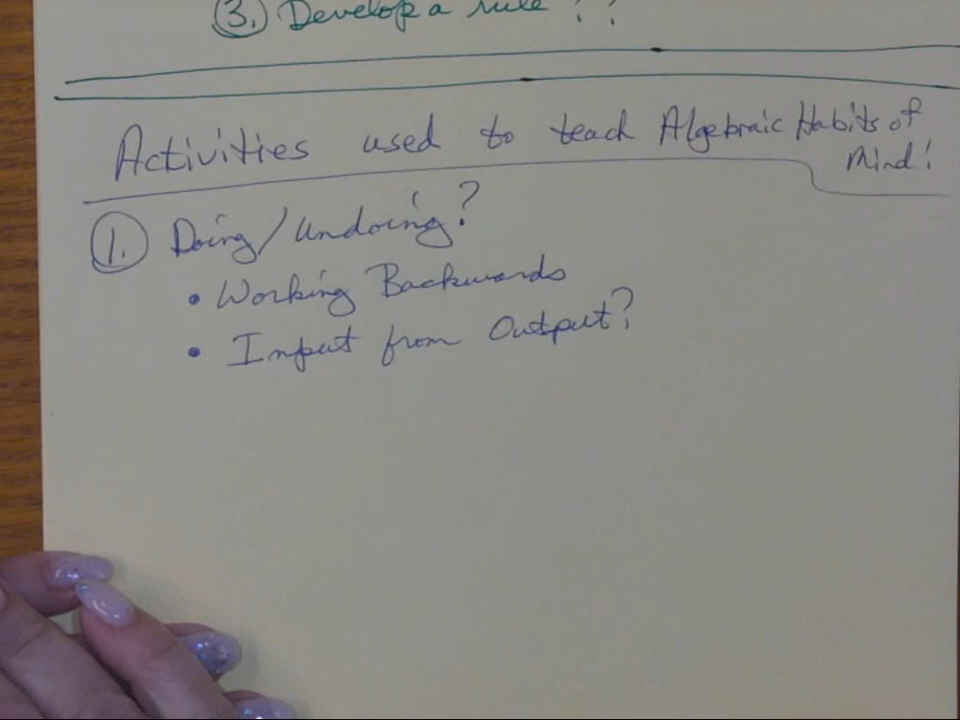 3. Develop a rule ! ?
Activities used to teach Algebraic Habits of
Mind!
1. Doing/Undoing?
• Working Backwards
• Input from Output?